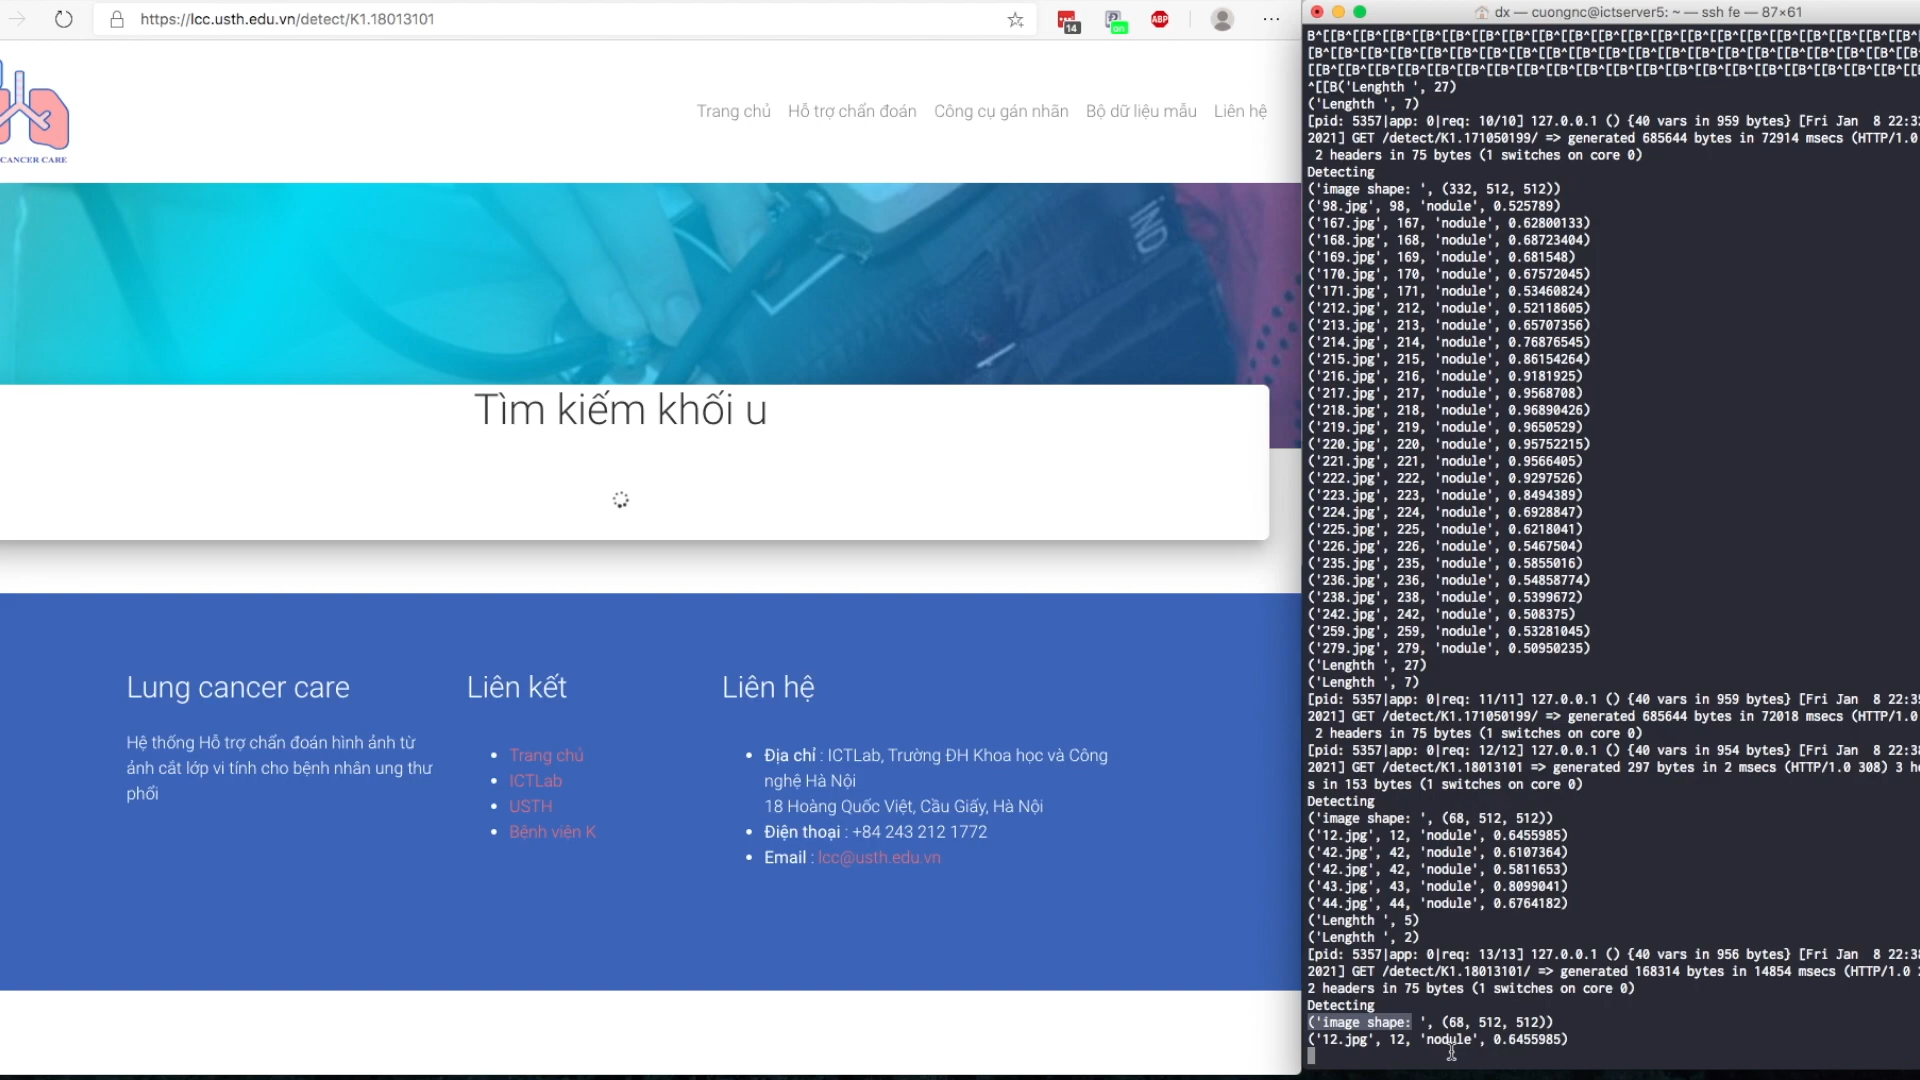 https://lcc.usth.edu.vn/detect/K1.18013101
14
on
ABP
CANCER CARE
Trang chủ
Hỗ trợ chẩn đoán
Công cụ gán nhãn
Bộ dữ liệu mẫu
Liên hệ
IND
Tìm kiếm khối u
Lung cancer care
Hệ thống Hỗ trợ chẩn đoán hình ảnh từ
ảnh cắt lớp vi tính cho bệnh nhân ung thư
phổi
Liên kết
Trang chủ
ICTLab
USTH
Bệnh viện K
Liên hệ
Địa chỉ : ICTLab, Trường ĐH Khoa học và Công
nghệ Hà Nội
18 Hoàng Quốc Việt, Cầu Giấy, Hà Nội
Điện thoại : +84 243 212 1772
Email : lcc@usth.edu.vn
dx — cuongnc@ictserver5: ~ — ssh fe — 87×61
B^[[B^[[B^[[B^[[B^[[B^[[B^[[B^[[B^[[B^[[B^[[B^[[B^[[B^[[B^[[B^[[B^[[B^[[B^[[B^[[B^
[[B^[[B^[[B^[[B^[[B^[[B^[[B^[[B^[[B^[[B^[[B^[[B^[[B^[[B^[[B^[[B^[[B^[[B^[[B^[[B^[[
^[[B('Lenghth ', 27)
('Lenghth ', 7)
[pid: 5357|app: 0|req: 10/10] 127.0.0.1 () {40 vars in 959 bytes} [Fri Jan  8 22:3
2021] GET /detect/K1.171050199/ => generated 685644 bytes in 72914 msecs (HTTP/1.0
2 headers in 75 bytes (1 switches on core 0)
Detecting
('image shape: ', (332, 512, 512))
('98.jpg', 98, 'nodule', 0.525789)
('167.jpg', 167, 'nodule', 0.62800133)
('168.jpg', 168, 'nodule', 0.68723404)
('169.jpg', 169, 'nodule', 0.681548)
('170.jpg', 170, 'nodule', 0.67572045)
('171.jpg', 171, 'nodule', 0.53460824)
('212.jpg', 212, 'nodule', 0.52118605)
('213.jpg', 213, 'nodule', 0.65707356)
('214.jpg', 214, 'nodule', 0.76876545)
('215.jpg', 215, 'nodule', 0.86154264)
('216.jpg', 216, 'nodule', 0.9181925)
('217.jpg', 217, 'nodule', 0.9568708)
('218.jpg', 218, 'nodule', 0.96890426)
('219.jpg', 219, 'nodule', 0.9650529)
('220.jpg', 220, 'nodule', 0.95752215)
('221.jpg', 221, 'nodule', 0.9566405)
('222.jpg', 222, 'nodule', 0.9297526)
('223.jpg', 223, 'nodule', 0.8494389)
('224.jpg', 224, 'nodule', 0.6928847)
('225.jpg', 225, 'nodule', 0.6218041)
('226.jpg', 226, 'nodule', 0.5467504)
('235.jpg', 235, 'nodule', 0.5855016)
('236.jpg', 236, 'nodule', 0.54858774)
('238.jpg', 238, 'nodule', 0.5399672)
('242.jpg', 242, 'nodule', 0.508375)
('259.jpg', 259, 'nodule', 0.53281045)
('279.jpg', 279, 'nodule', 0.50950235)
('Lenghth ', 27)
('Lenghth ', 7)
[pid: 5357|app: 0|req: 11/11] 127.0.0.1 () {40 vars in 959 bytes} [Fri Jan  8 22:35
2021] GET /detect/K1.171050199/ => generated 685644 bytes in 72018 msecs (HTTP/1.0
2 headers in 75 bytes (1 switches on core 0)
[pid: 5357|app: 0|req: 12/12] 127.0.0.1 () {40 vars in 954 bytes} [Fri Jan  8 22:38
2021] GET /detect/K1.18013101 => generated 297 bytes in 2 msecs (HTTP/1.0 308) 3 he
s in 153 bytes (1 switches on core 0)
Detecting
('image shape: ', (68, 512, 512))
('12.jpg', 12, 'nodule', 0.6455985)
('42.jpg', 42, 'nodule', 0.6107364)
('42.jpg', 42, 'nodule', 0.5811653)
('43.jpg', 43, 'nodule', 0.8099041)
('44.jpg', 44, 'nodule', 0.6764182)
('Lenghth ', 5)
('Lenghth ', 2)
[pid: 5357|app: 0|req: 13/13] 127.0.0.1 () {40 vars in 956 bytes} [Fri Jan  8 22:38
2021] GET /detect/K1.18013101/ => generated 168314 bytes in 14854 msecs (HTTP/1.0 2
2 headers in 75 bytes (1 switches on core 0)
Detecting
('image shape: ', (68, 512, 512))
('12.jpg', 12, 'nodule', 0.6455985)